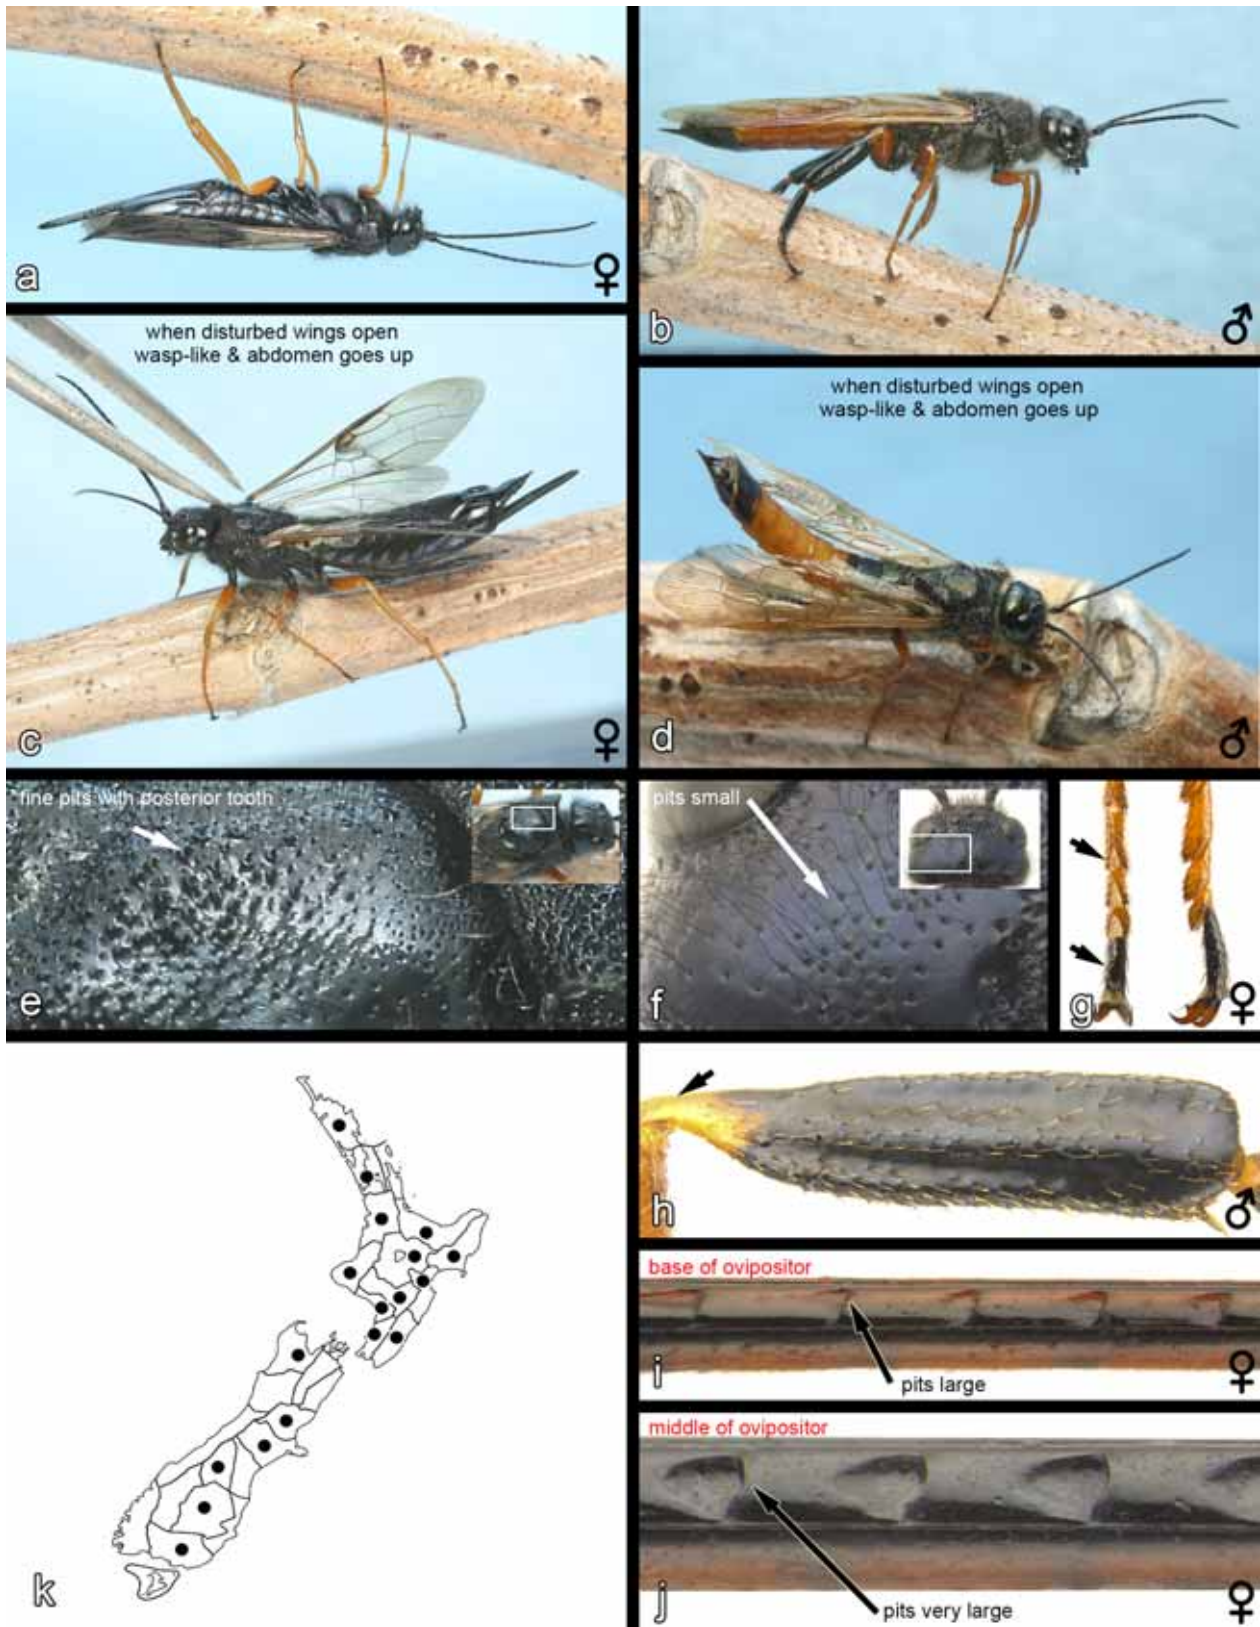 a
♀
b
♂
when disturbed wings open
wasp-like & abdomen goes up
c
♀
when disturbed wings open
wasp-like & abdomen goes up
d
♂
fine pits with posterior tooth
e
pits small
f
g
♀
h
♂
base of ovipositor
pits large
i
♀
middle of ovipositor
pits very large
j
♀
k